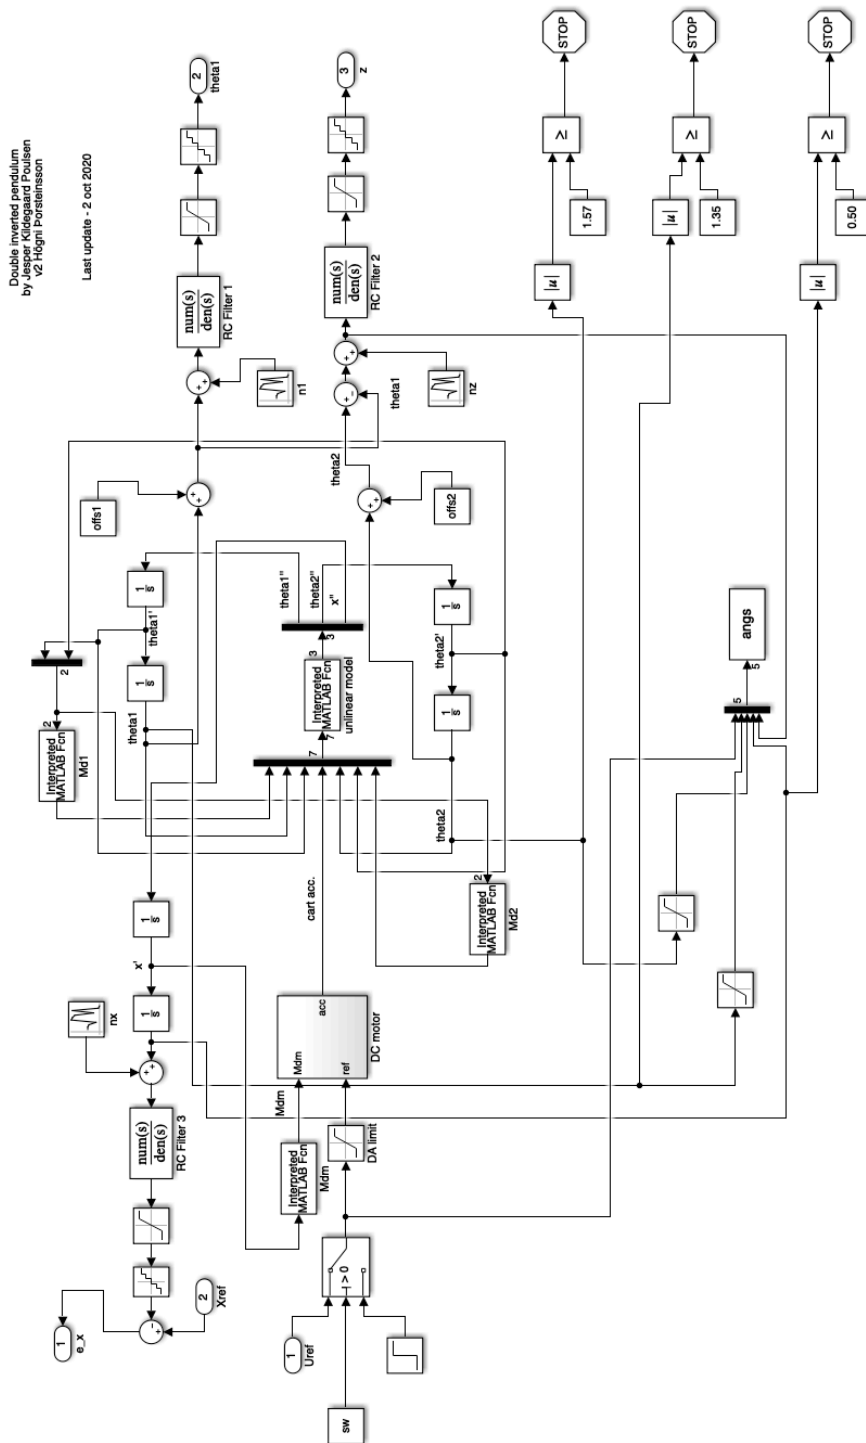 Double inverted pendulum
by Jesper Kildegaard Poulsen
v2 Högni Þorsteinsson
Last update - 2 oct 2020
1
e_x
2
Xref
num(s)
den(s)
RC Filter 3
nx
1
s
x'
1
s
Interpreted
MATLAB Fcn
Md1
2
2
1
s
theta1
theta1'
1
s
offs1
n1
num(s)
den(s)
RC Filter 1
2
theta1
sw
1
Uref
> 0
Interpreted
MATLAB Fcn
Mdm
Mdm
DA limit
Mdm
ref
acc
DC motor
cart acc.
7
7
Interpreted
MATLAB Fcn
unlinear model
3
3
theta1"
theta2"
x"
Interpreted
MATLAB Fcn
Md2
2
theta2
1
s
theta2'
1
s
offs2
theta2
theta1
nz
num(s)
den(s)
RC Filter 2
3
z
|u|
1.57
≥
STOP
|u|
1.35
≥
STOP
|u|
0.50
≥
STOP
5
5
angs